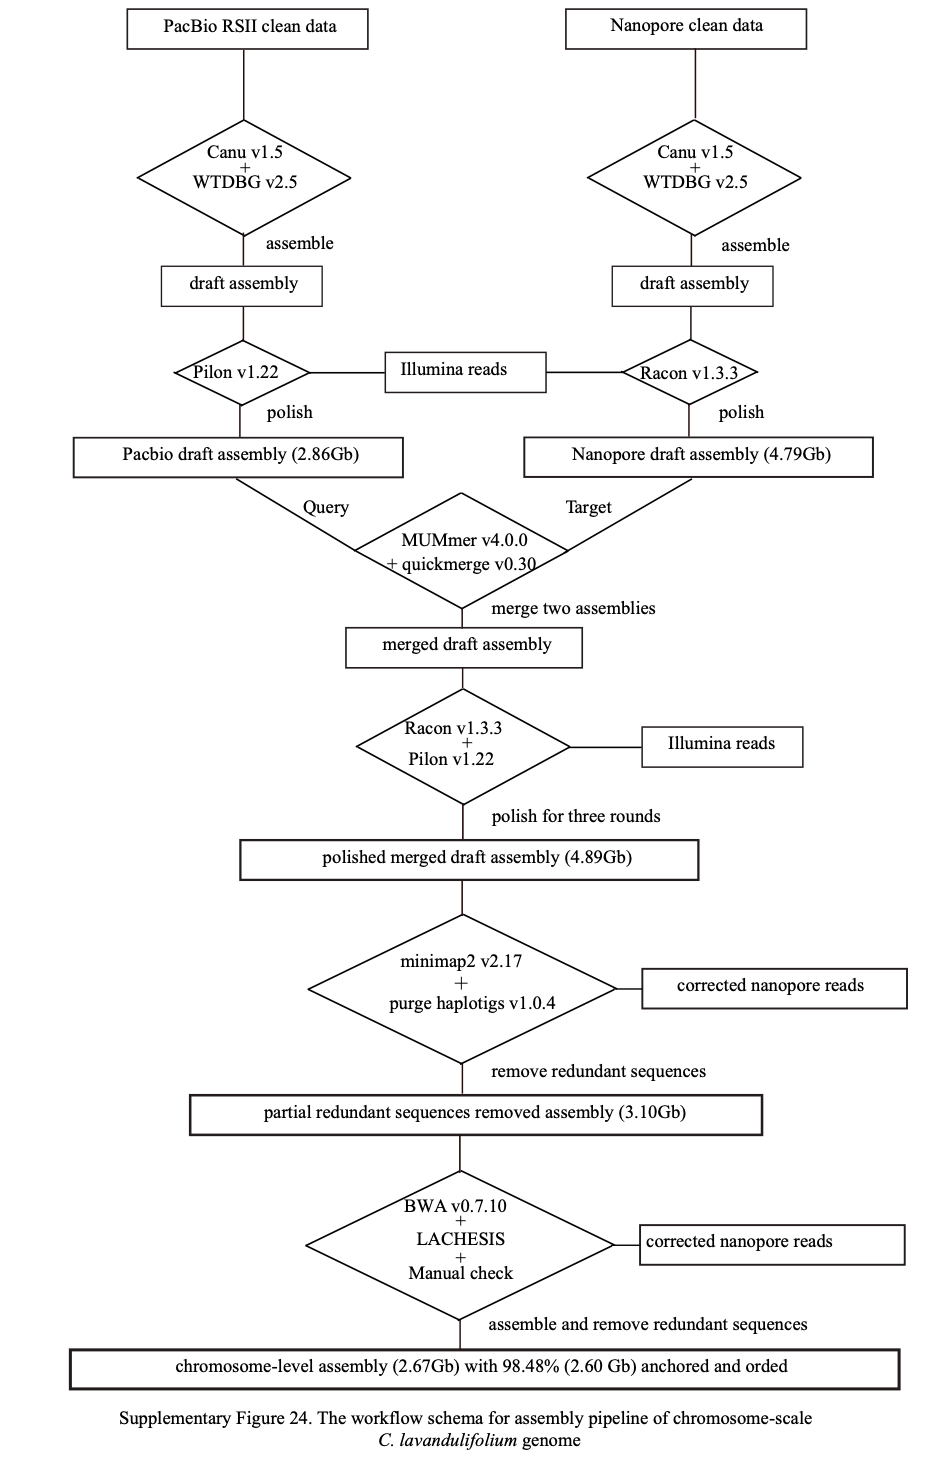 PacBio RSII clean data
Nanopore clean data
Canu v1.5
+
WTDBG v2.5
Canu v1.5
+
WTDBG v2.5
assemble
assemble
draft assembly
draft assembly
Pilon v1.22
Illumina reads
Racon v1.3.3
polish
polish
Pacbio draft assembly (2.86Gb)
Nanopore draft assembly (4.79Gb)
Query
Target
MUMmer v4.0.0
+ quickmerge v0.30
merge two assemblies
merged draft assembly
Racon v1.3.3
+
Pilon v1.22
Illumina reads
polish for three rounds
polished merged draft assembly (4.89Gb)
minimap2 v2.17
+
purge haplotigs v1.0.4
corrected nanopore reads
remove redundant sequences
partial redundant sequences removed assembly (3.10Gb)
BWA v0.7.10
+
LACHESIS
+
Manual check
corrected nanopore reads
assemble and remove redundant sequences
chromosome-level assembly (2.67Gb) with 98.48% (2.60 Gb) anchored and orded
Supplementary Figure 24. The workflow schema for assembly pipeline of chromosome-scale
C. lavandulifolium genome